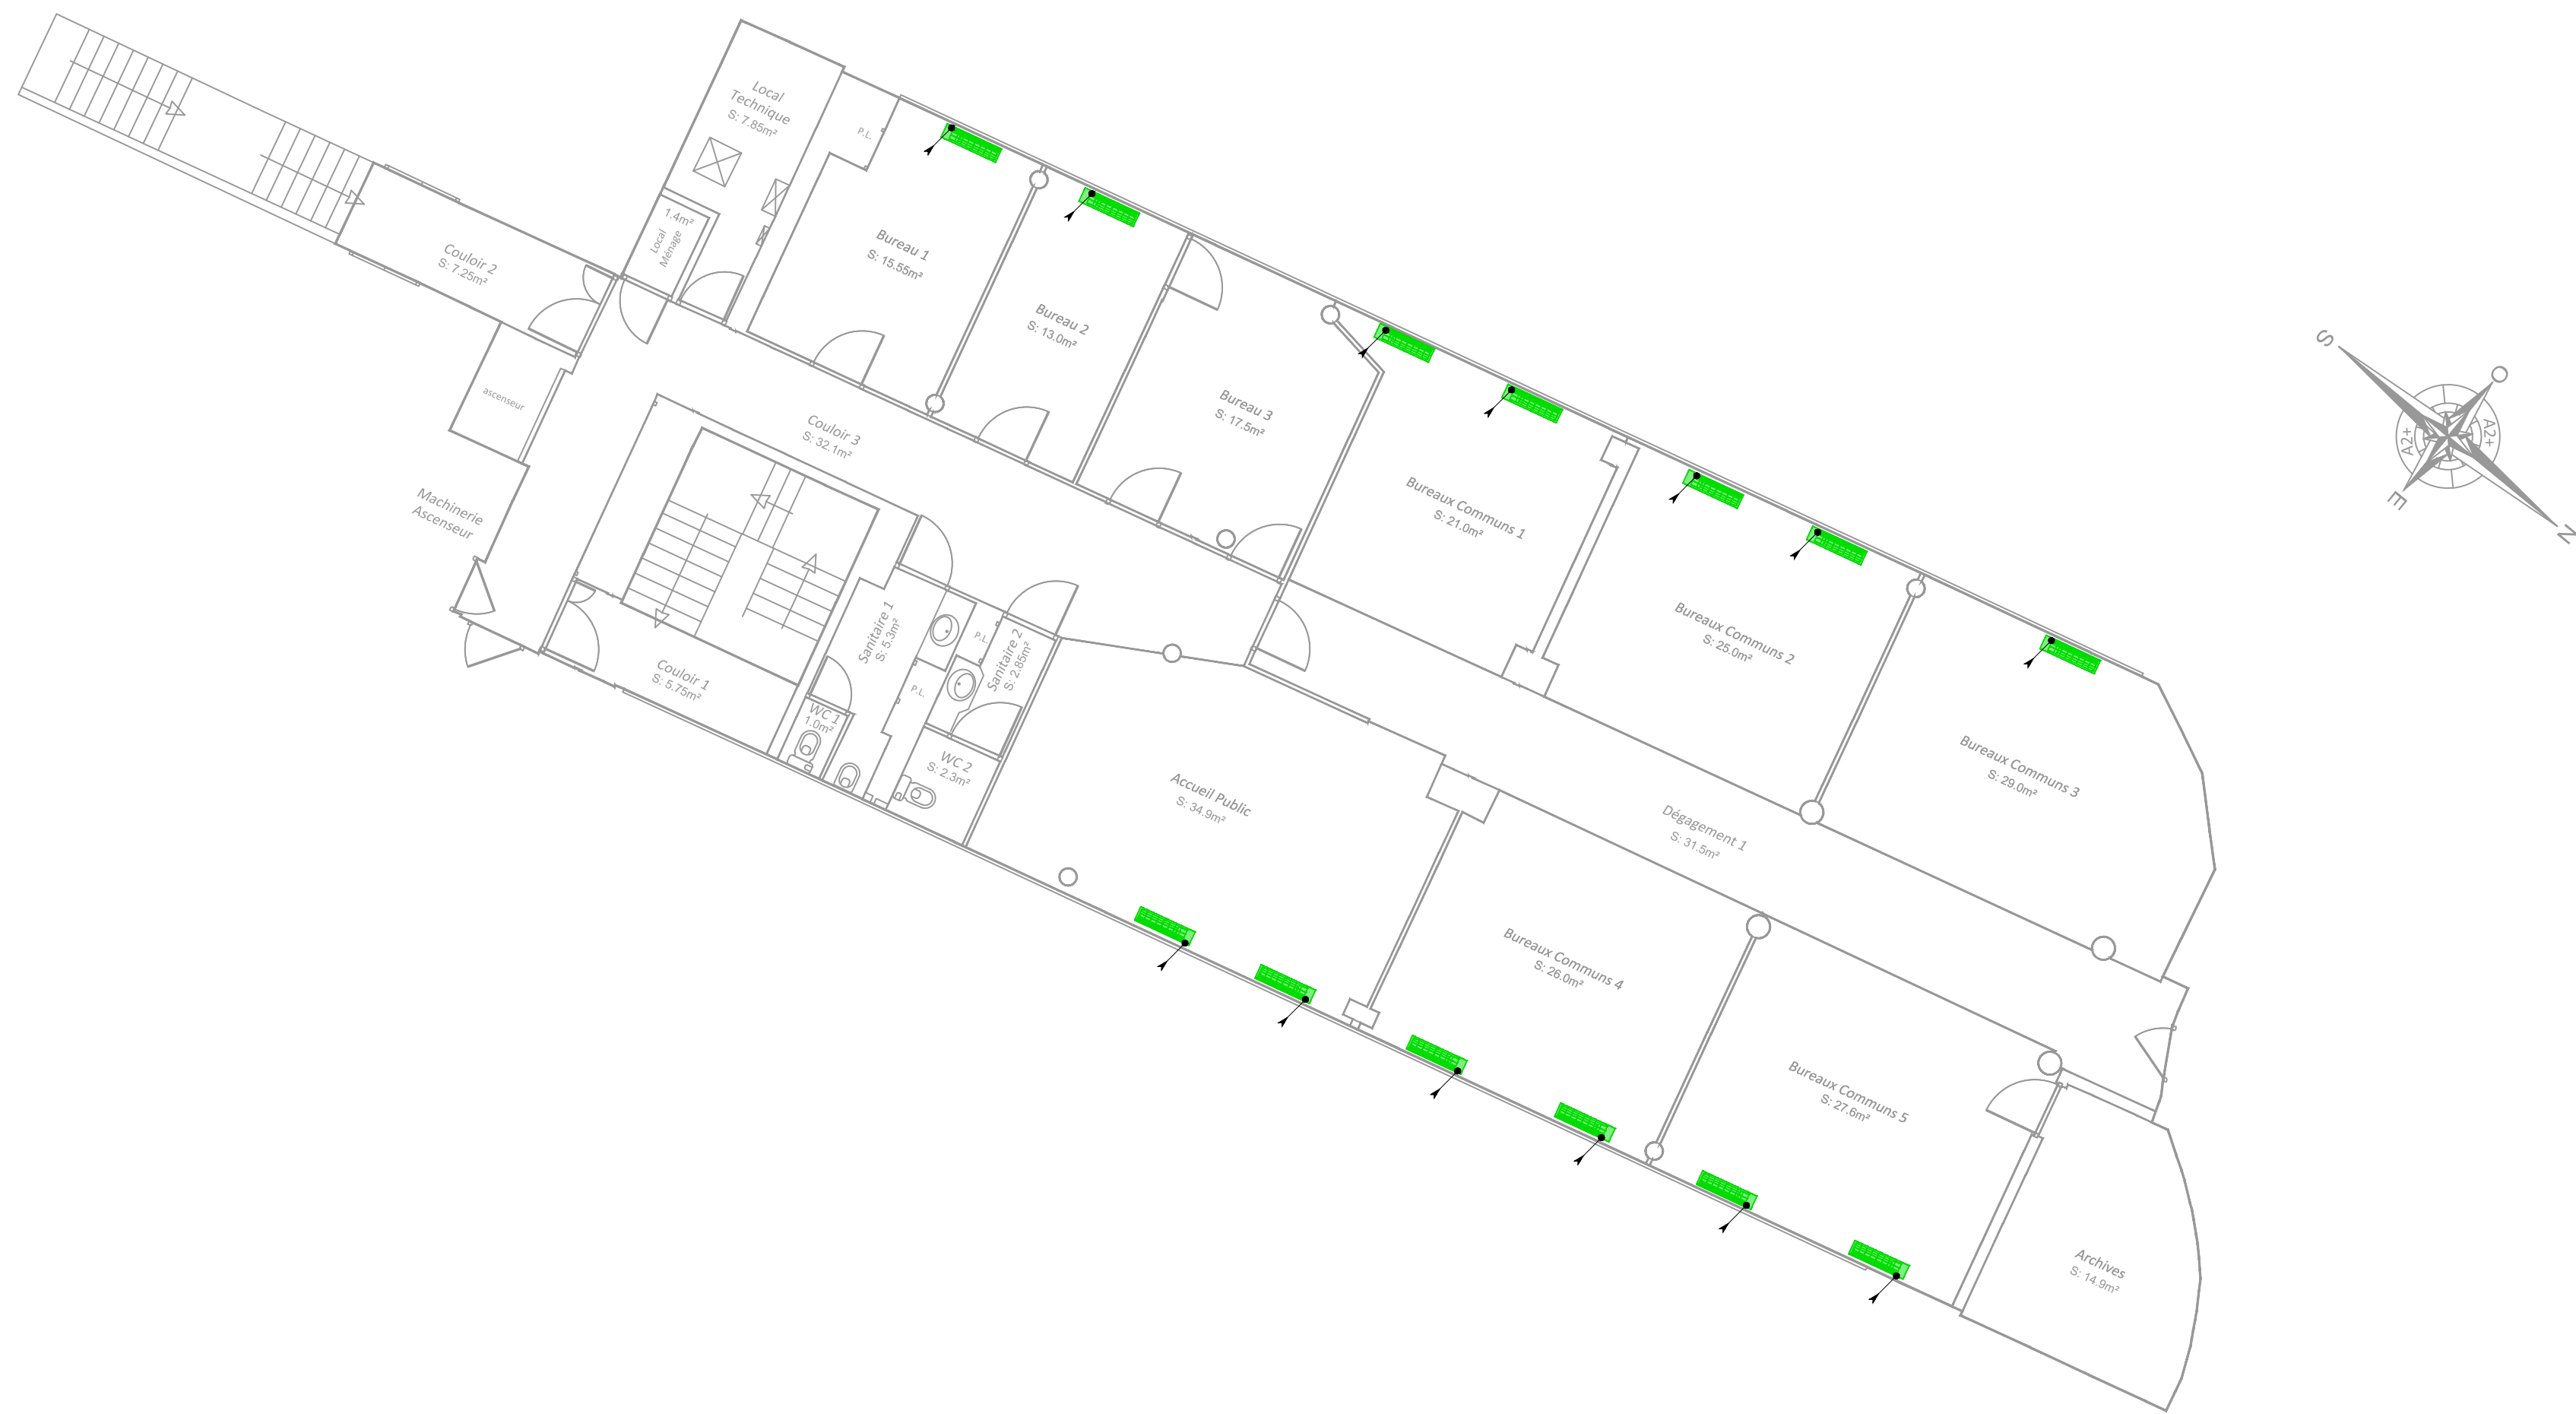 Local
Technique
S: 7.85m²
P.L.
1.4m²
Local
Ménage
Couloir 2
S: 7.25m²
Bureau 1
S: 15.55m²
Bureau 2
S: 13.0m²
Bureau 3
S: 17.5m²
ascenseur
Couloir 3
S: 32.1m²
Machinerie
Ascenseur
Bureaux Communs 1
S: 21.0m²
Bureaux Communs 2
S: 25.0m²
Bureaux Communs 3
S: 29.0m²
S
O
A2+
A2+
E
N
Sanitaire 1
S: 5.3m²
P.L.
Sanitaire 2
S: 2.85m²
P.L.
Couloir 1
S: 5.75m²
WC 1
1.0m²
WC 2
S: 2.3m²
Accueil Public
S: 34.9m²
Dégagement 1
S: 31.5m²
Bureaux Communs 4
S: 26.0m²
Bureaux Communs 5
S: 27.6m²
Archives
S: 14.9m²